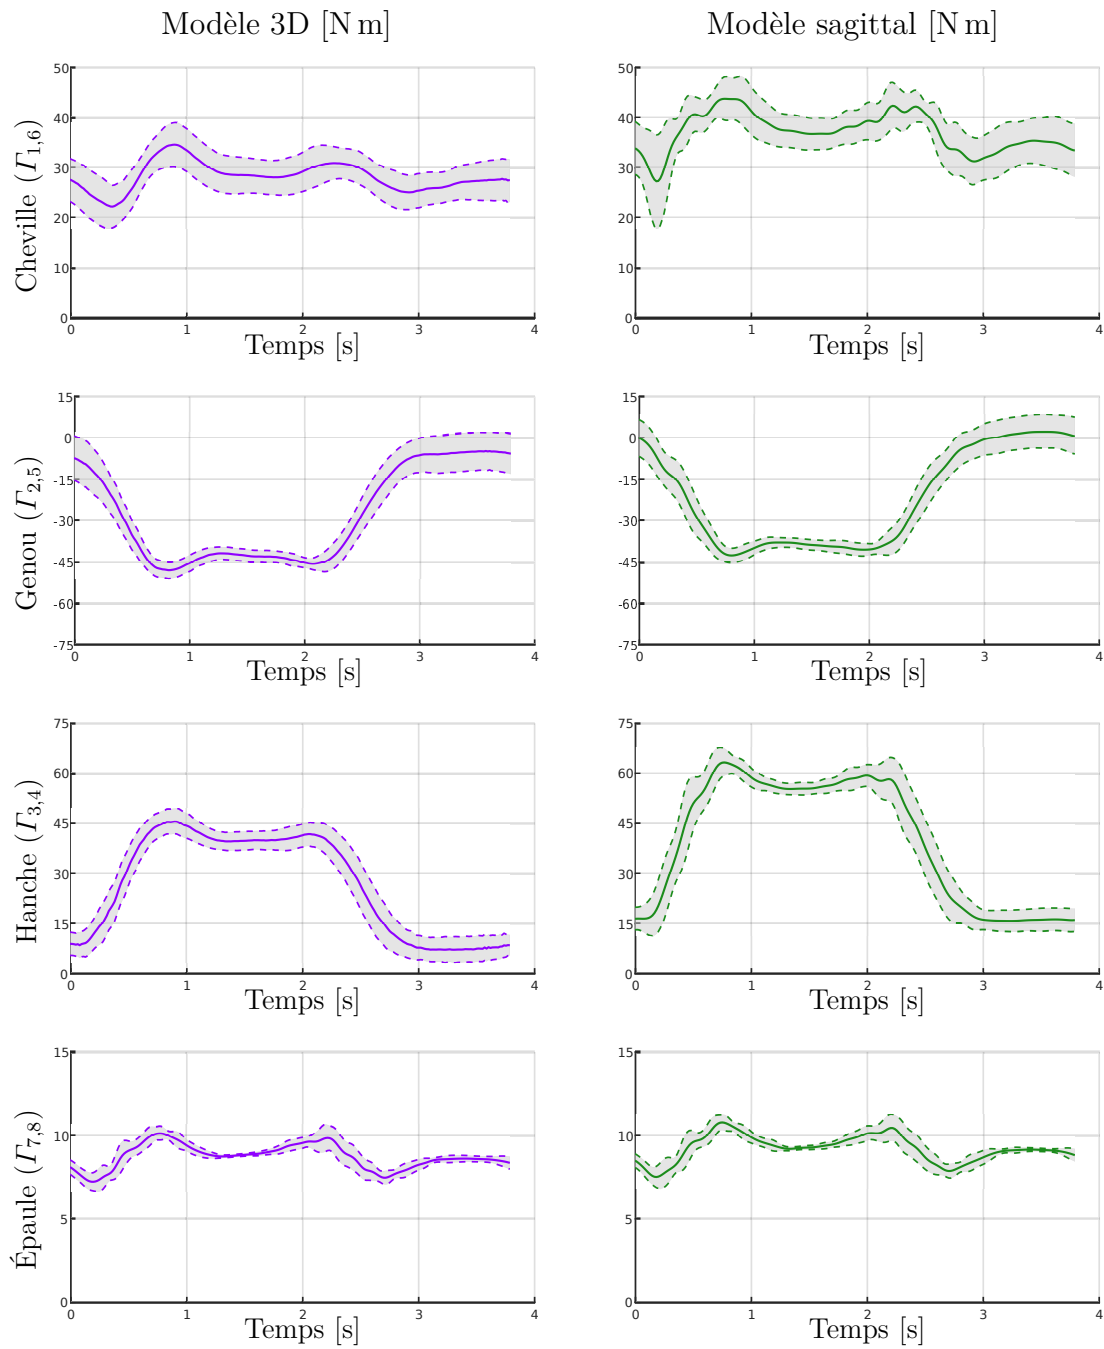 Modèle 3D [N m]
Modèle sagittal [N m]
Cheville (Γ1,6)
50
40
30
20
10
0
0 1 2 3 4
Temps [s]
50
40
30
20
10
0
0 1 2 3 4
Temps [s]
Genou (Γ2,5)
15
0
-15
-30
-45
-60
-75
0 1 2 3 4
Temps [s]
15
0
-15
-30
-45
-60
-75
0 1 2 3 4
Temps [s]
Hanche (Γ3,4)
75
60
45
30
15
0
0 1 2 3 4
Temps [s]
75
60
45
30
15
0
0 1 2 3 4
Temps [s]
Épaule (Γ7,8)
15
10
5
0
0 1 2 3 4
Temps [s]
15
10
5
0
0 1 2 3 4
Temps [s]